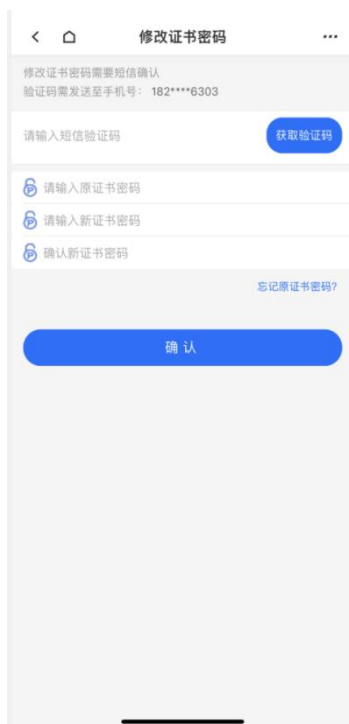 修改证书密码
修改证书密码需要短信确认
验证码需发送至手机号： 182****6303
请输入短信验证码
获取验证码
请输入原证书密码
请输入新证书密码
确认新证书密码
忘记原证书密码?
确 认